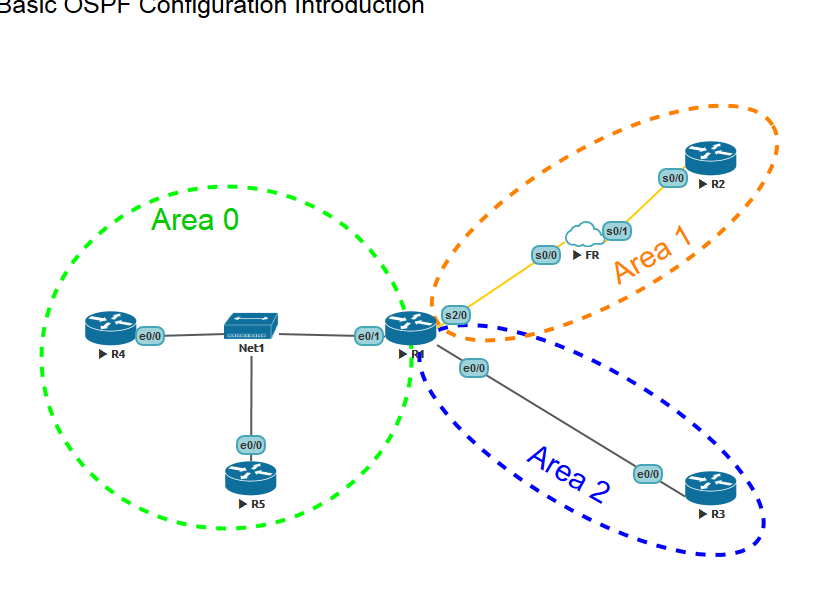 Basic OSPF Configuration Introduction
R2
s0/0
Area 0
s0/1
FR
s0/0
Area 1
s2/0
R4
e0/0
Net1
e0/1
R1
e0/0
e0/0
R5
Area 2
e0/0
R3